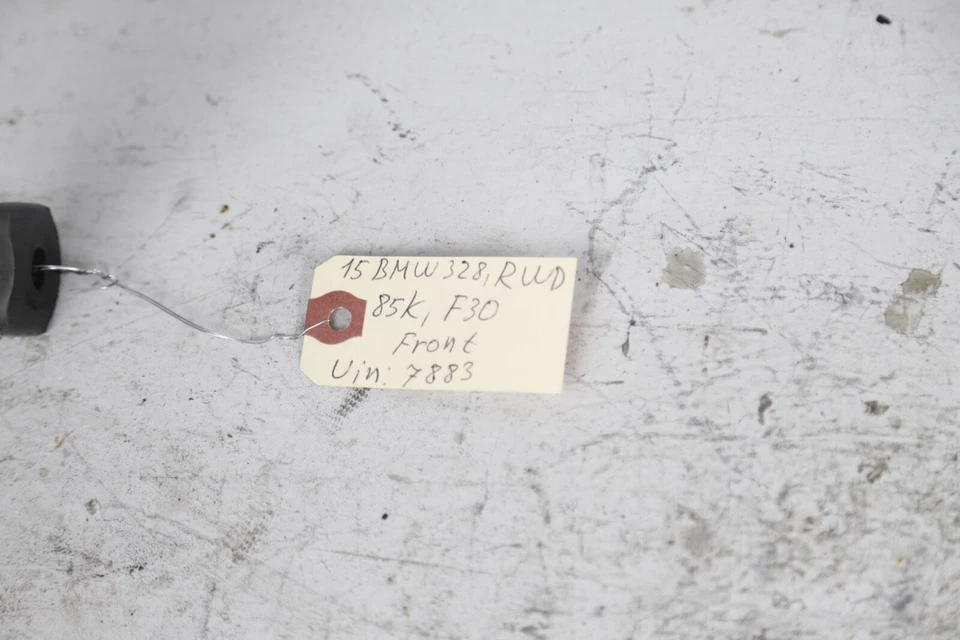 15 BMW 328, RWD
85K, F30
Front
Vin: 7883